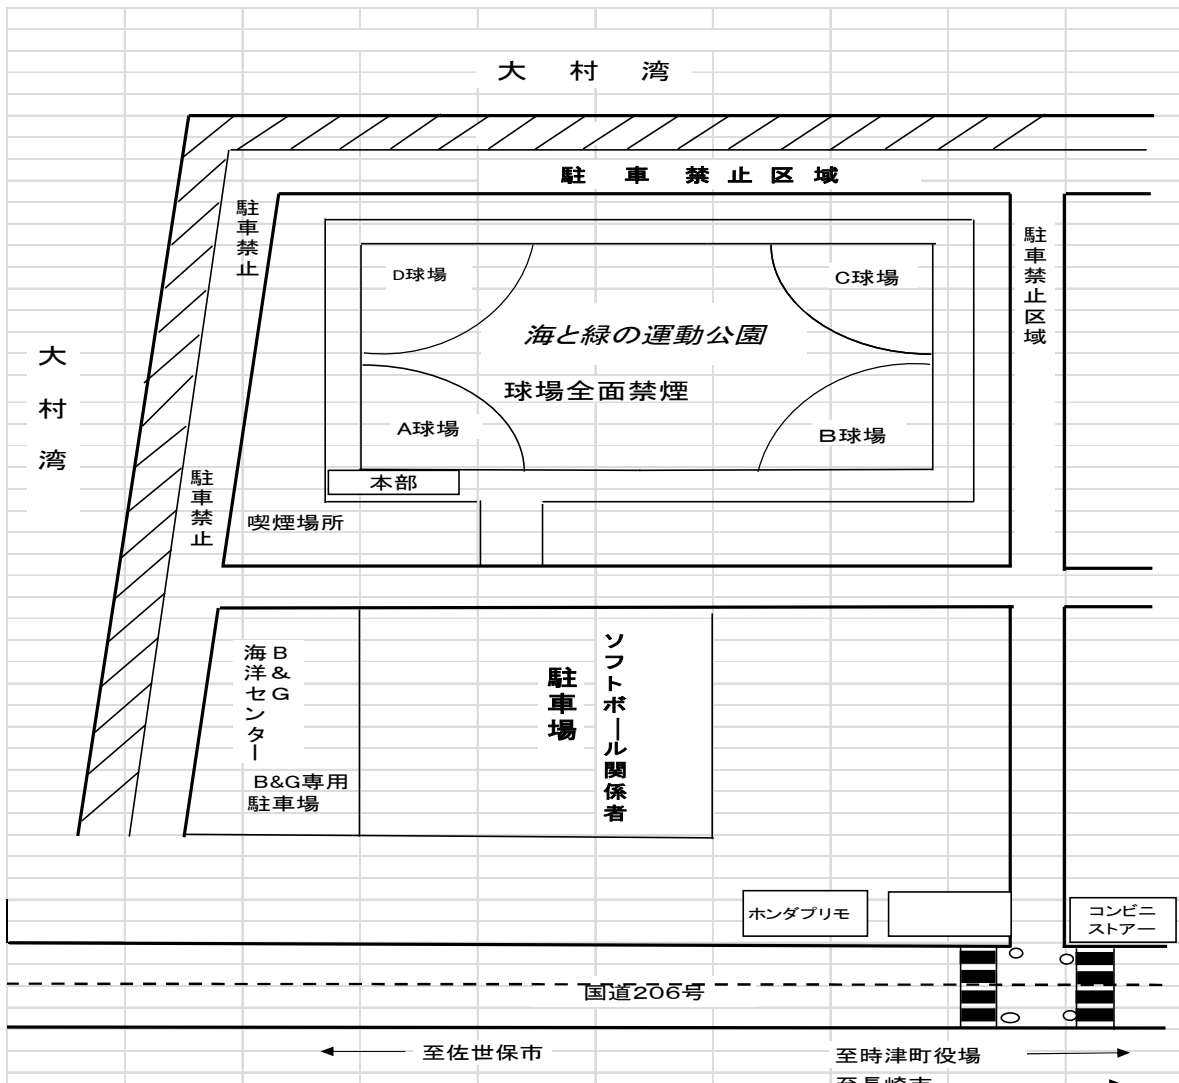 大村湾
駐車禁止区域
駐車禁止
駐車禁止区域
D球場
C球場
海と緑の運動公園
大村湾
球場全面禁煙
A球場
B球場
本部
駐車禁止
喫煙場所
B&G
海洋センター
ソフトボール関係者
駐車場
B&G専用
駐車場
ホンダプリモ
コンビニ
ストアー
国道206号
至佐世保市
至時津町役場
至長崎市